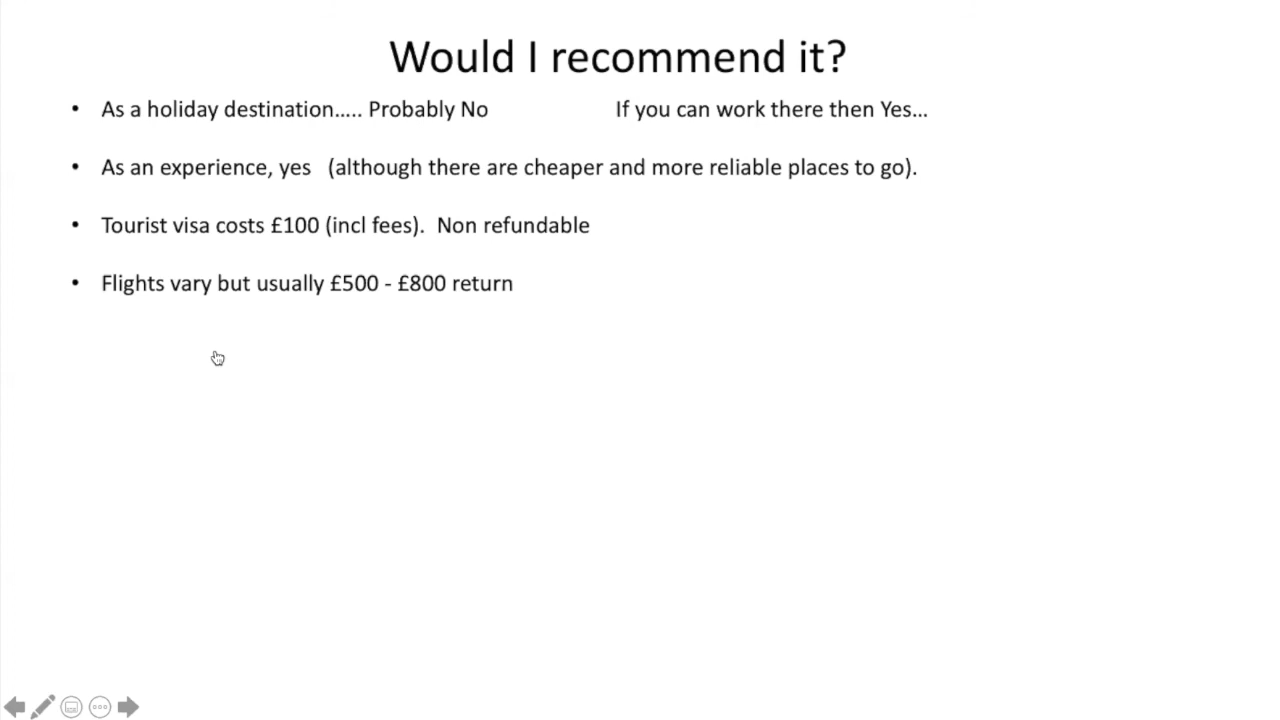 Would I recommend it?
• As a holiday destination….. Probably No If you can work there then Yes…
• As an experience, yes (although there are cheaper and more reliable places to go).
• Tourist visa costs £100 (incl fees). Non refundable
• Flights vary but usually £500 - £800 return